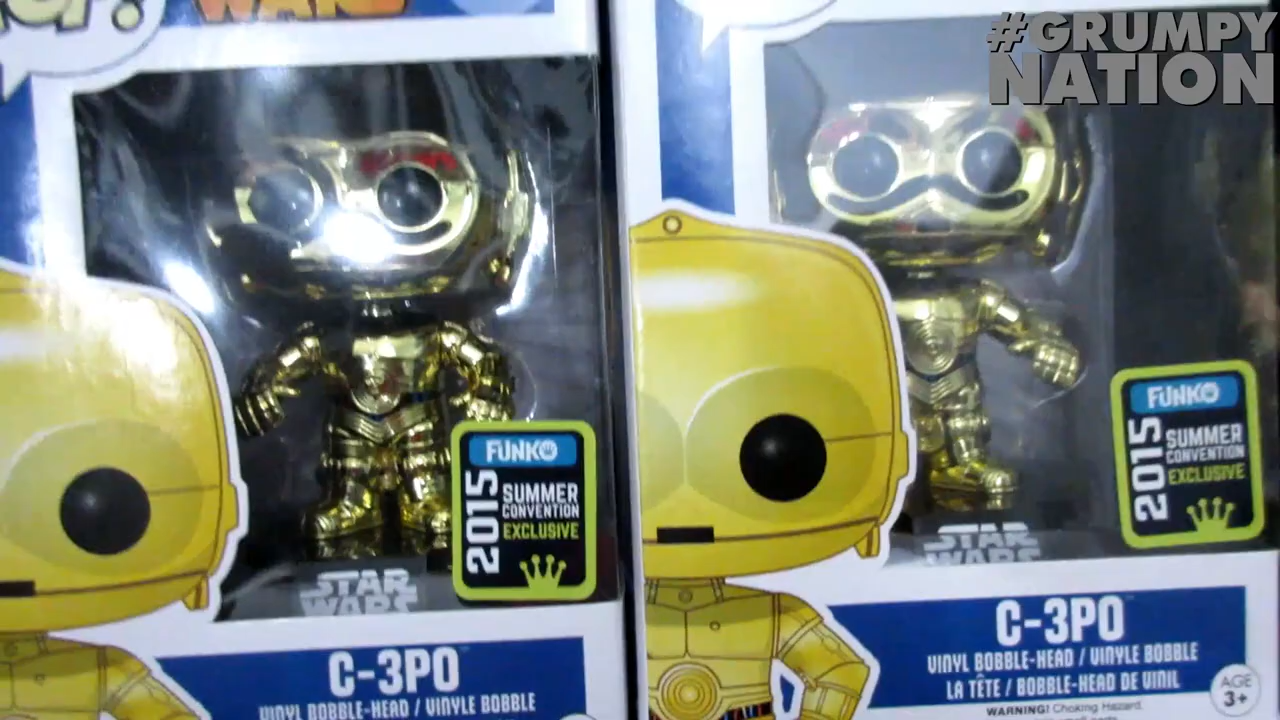 #GRUMPY
NATION
POP!
WARS
FUNKO
2015
SUMMER
CONVENTION
EXCLUSIVE
STAR
WARS
C-3PO
VINYL BOBBLE-HEAD / VINYLE BOBBLE
FUNKO
2015
SUMMER
CONVENTION
EXCLUSIVE
STAR
WARS
C-3PO
VINYL BOBBLE-HEAD / VINYLE BOBBLE
LA TÊTE / BOBBLE-HEAD DE VINIL
AGE
3+
WARNING! Choking Hazard.